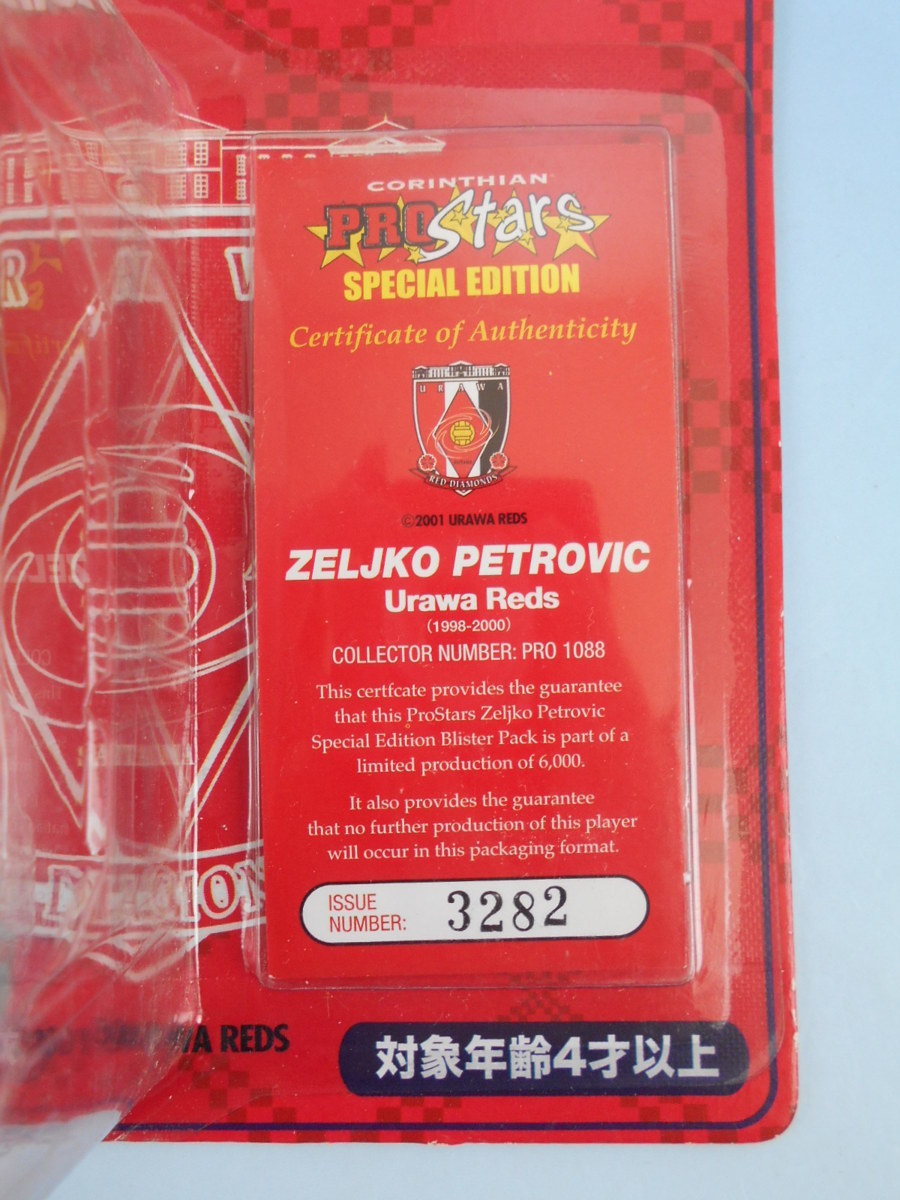 CORINTHIAN
PROStars
SPECIAL EDITION
Certificate of Authenticity
URAWA
RED DIAMONDS
©2001 URAWA REDS
ZELJKO PETROVIC
Urawa Reds
(1998-2000)
COLLECTOR NUMBER: PRO 1088
This certfcate provides the guarantee
that this ProStars Zeljko Petrovic
Special Edition Blister Pack is part of a
limited production of 6,000.
It also provides the guarantee
that no further production of this player
will occur in this packaging format.
ISSUE
NUMBER: 3282
URAWA REDS
対象年齢4才以上